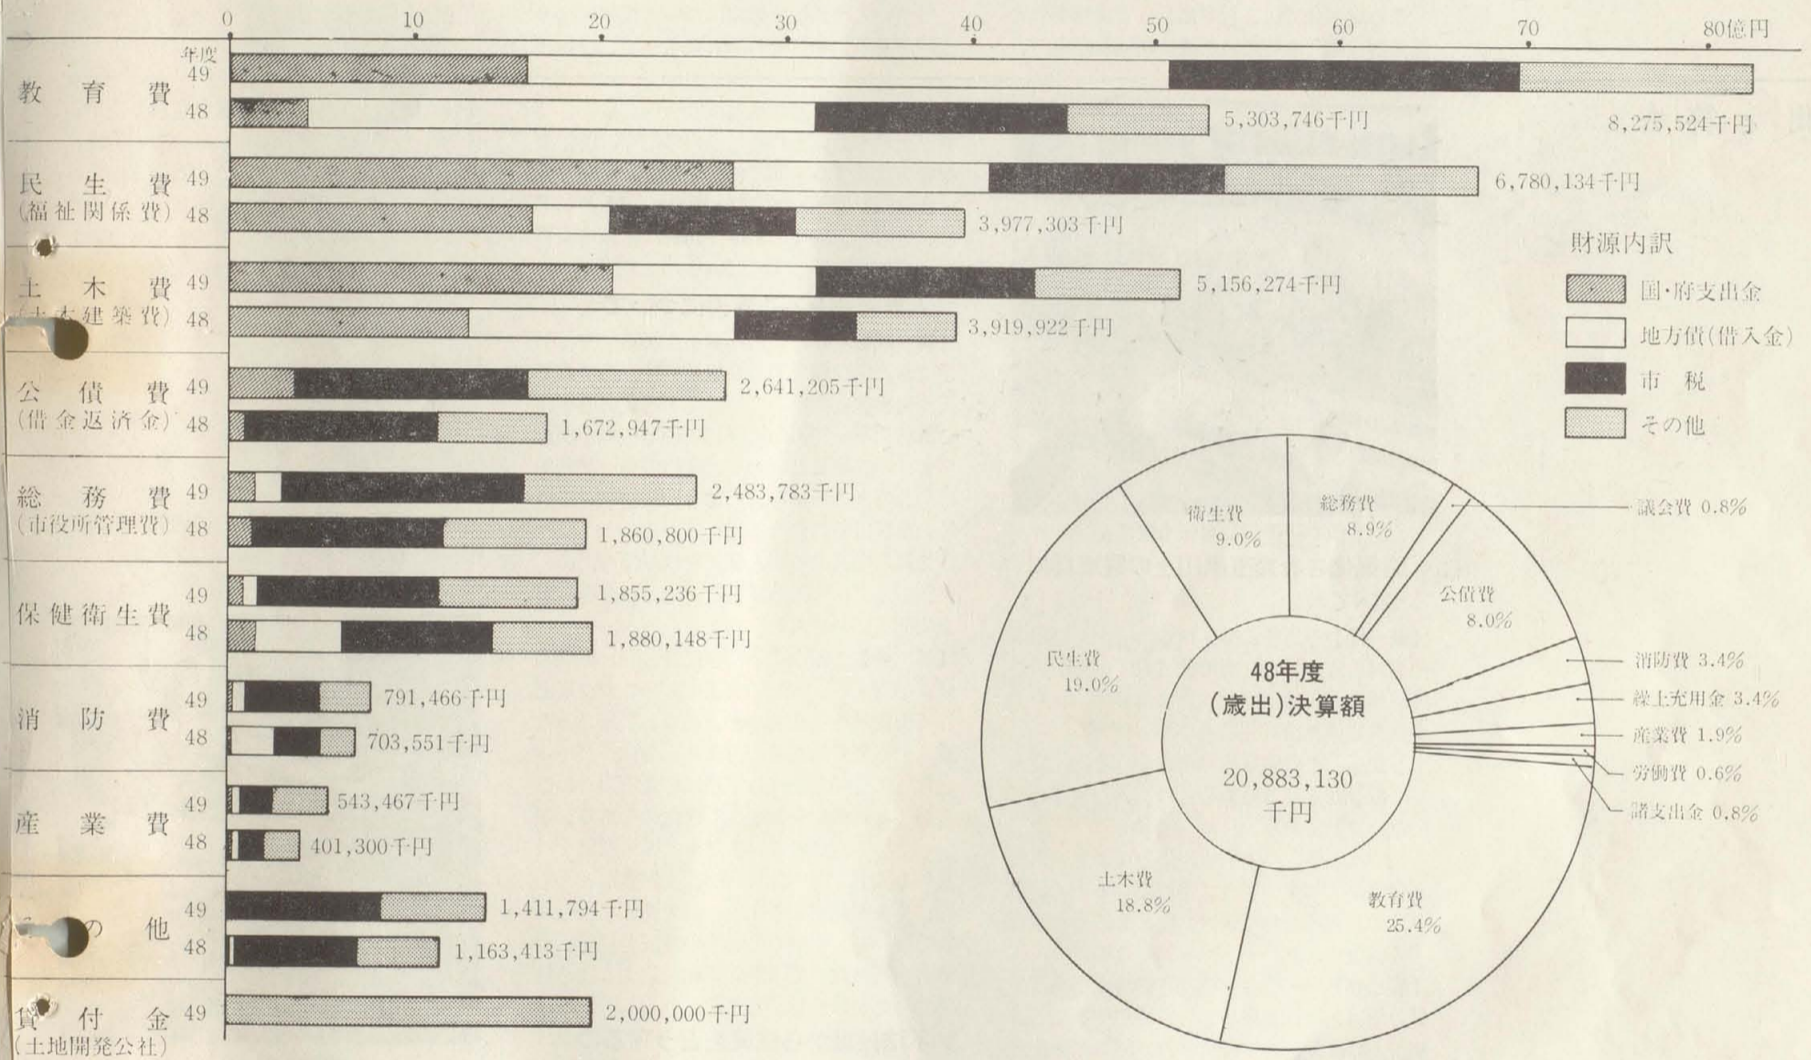 0 10 20 30 40 50 60 70 80億円
年度
教育費 49 8,275,524千円
48 5,303,746千円
民生費 49 6,780,134千円
(福祉関係費) 48 3,977,303千円
土木費 49 5,156,274千円
(土木建築費) 48 3,919,922千円
公債費 49 2,641,205千円
(借金返済金) 48 1,672,947千円
総務費 49 2,483,783千円
(市役所管理費) 48 1,860,800千円
保健衛生費 49 1,855,236千円
48 1,880,148千円
消防費 49 791,466千円
48 703,551千円
産業費 49 543,467千円
48 401,300千円
の他 49 1,411,794千円
48 1,163,413千円
貸付金 49 2,000,000千円
(土地開発公社)
財源内訳
国・府支出金
地方債(借入金)
市税
その他
総務費
8.9%
議会費 0.8%
公債費
8.0%
消防費 3.4%
繰上充用金 3.4%
産業費 1.9%
労働費 0.6%
諸支出金 0.8%
教育費
25.4%
土木費
18.8%
民生費
19.0%
衛生費
9.0%
48年度
(歳出)決算額
20,883,130
千円